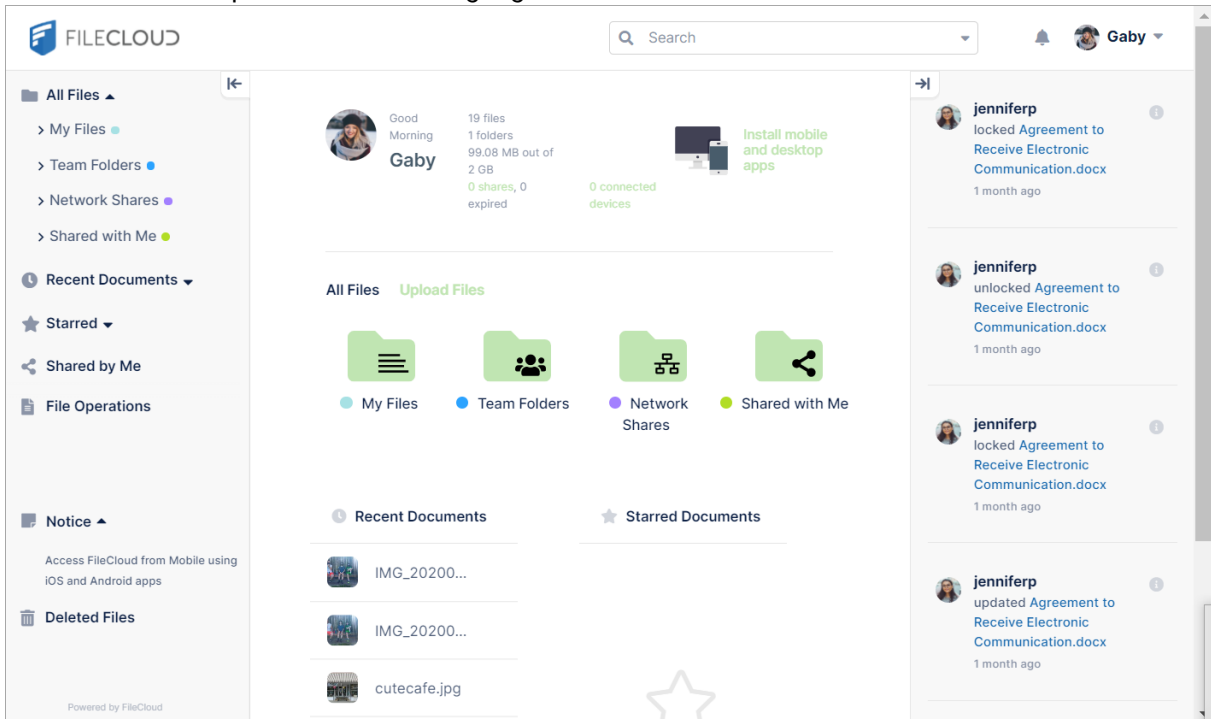 FILECLOUD
Search
Gaby
All Files
My Files
Team Folders
Network Shares
Shared with Me
Recent Documents
Starred
Shared by Me
File Operations
Notice
Access FileCloud from Mobile using
iOS and Android apps
Deleted Files
Powered by FileCloud
Good
Morning
Gaby
19 files
1 folders
99.08 MB out of
2 GB
0 shares, 0
expired
0 connected
devices
Install mobile
and desktop
apps
All Files Upload Files
My Files
Team Folders
Network
Shares
Shared with Me
Recent Documents
IMG_20200...
IMG_20200...
cutecafe.jpg
Starred Documents
jenniferp
locked Agreement to
Receive Electronic
Communication.docx
1 month ago
jenniferp
unlocked Agreement to
Receive Electronic
Communication.docx
1 month ago
jenniferp
locked Agreement to
Receive Electronic
Communication.docx
1 month ago
jenniferp
updated Agreement to
Receive Electronic
Communication.docx
1 month ago